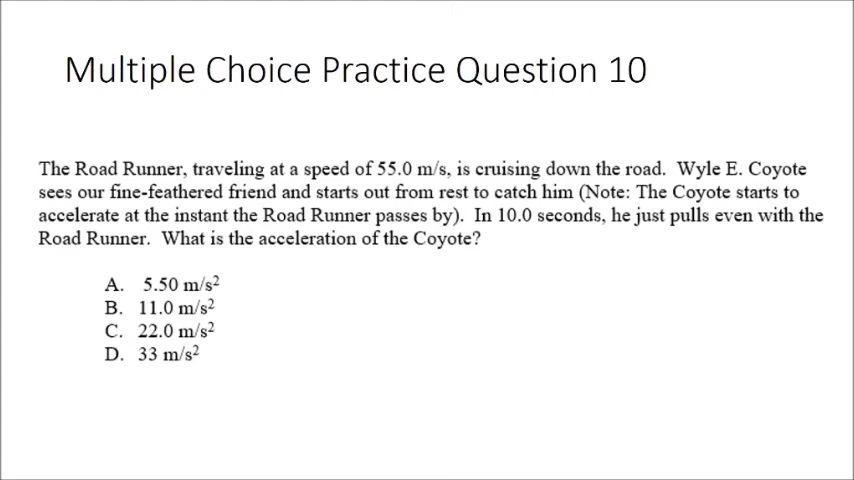 Multiple Choice Practice Question 10
The Road Runner, traveling at a speed of 55.0 m/s, is cruising down the road. Wyle E. Coyote
sees our fine-feathered friend and starts out from rest to catch him (Note: The Coyote starts to
accelerate at the instant the Road Runner passes by). In 10.0 seconds, he just pulls even with the
Road Runner. What is the acceleration of the Coyote?
A. 5.50 m/s²
B. 11.0 m/s²
C. 22.0 m/s²
D. 33 m/s²